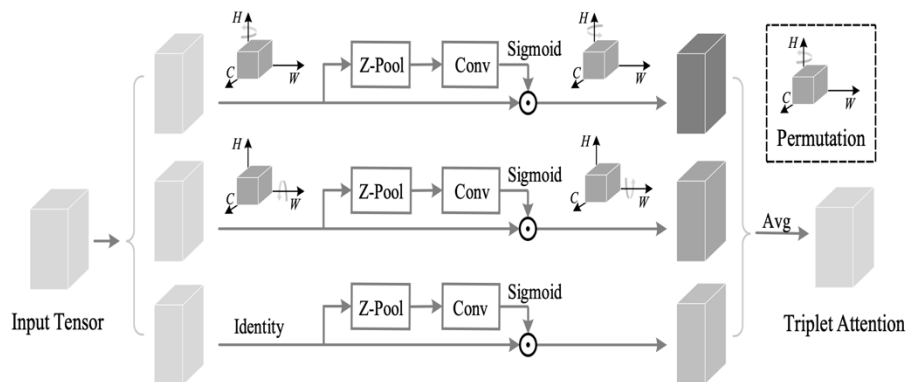 H
C
W
Z-Pool
Conv
Sigmoid
H
C
W
H
C
W
Permutation
H
C
W
Z-Pool
Conv
Sigmoid
H
C
W
Avg
Input Tensor
Identity
Z-Pool
Conv
Sigmoid
Triplet Attention